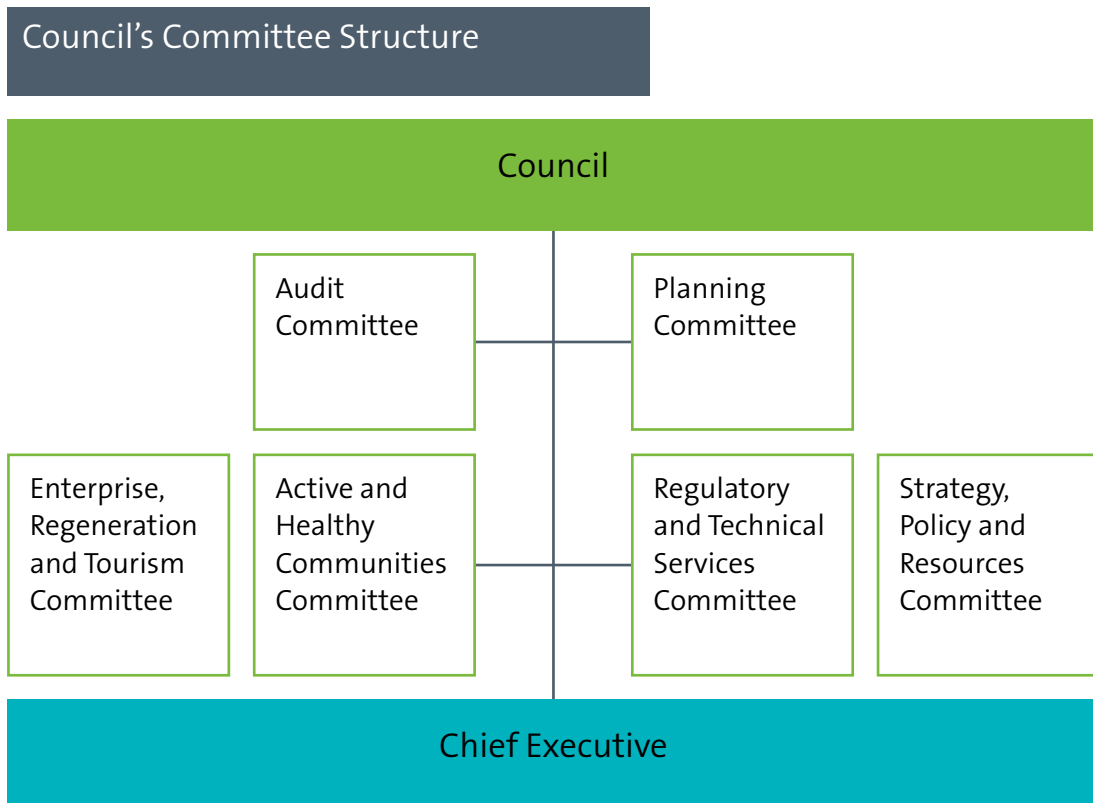 Council’s Committee Structure
Council
Audit
Committee
Planning
Committee
Enterprise,
Regeneration
and Tourism
Committee
Active and
Healthy
Communities
Committee
Regulatory
and Technical
Services
Committee
Strategy,
Policy and
Resources
Committee
Chief Executive